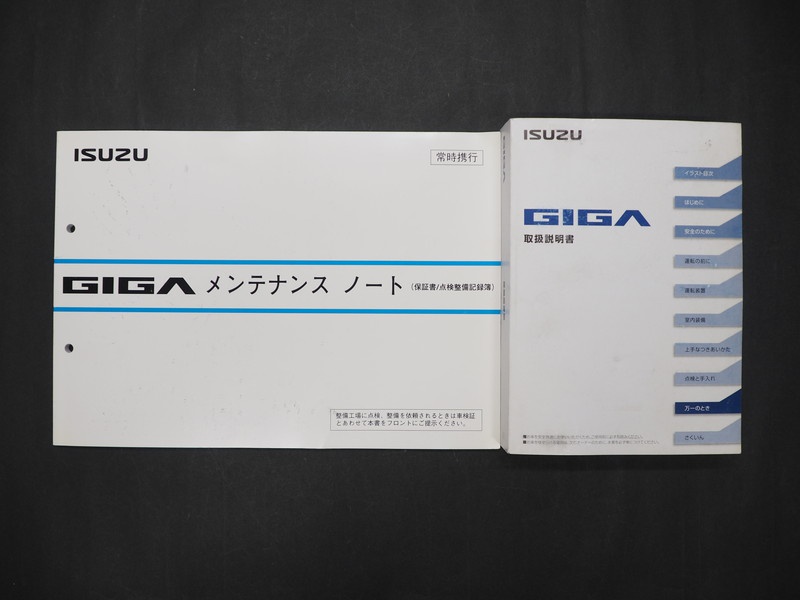 ISUZU
常時携行
GIGA メンテナンス ノート (保証書/点検整備記録簿)
整備工場に点検、整備を依頼されるときは車検証
とあわせて本書をフロントにご提示ください。
ISUZU
GIGA
取扱説明書
イラスト目次
はじめに
安全のために
運転の前に
運転装置
室内装備
上手なつきあいかた
点検と手入れ
万一のとき
さくいん